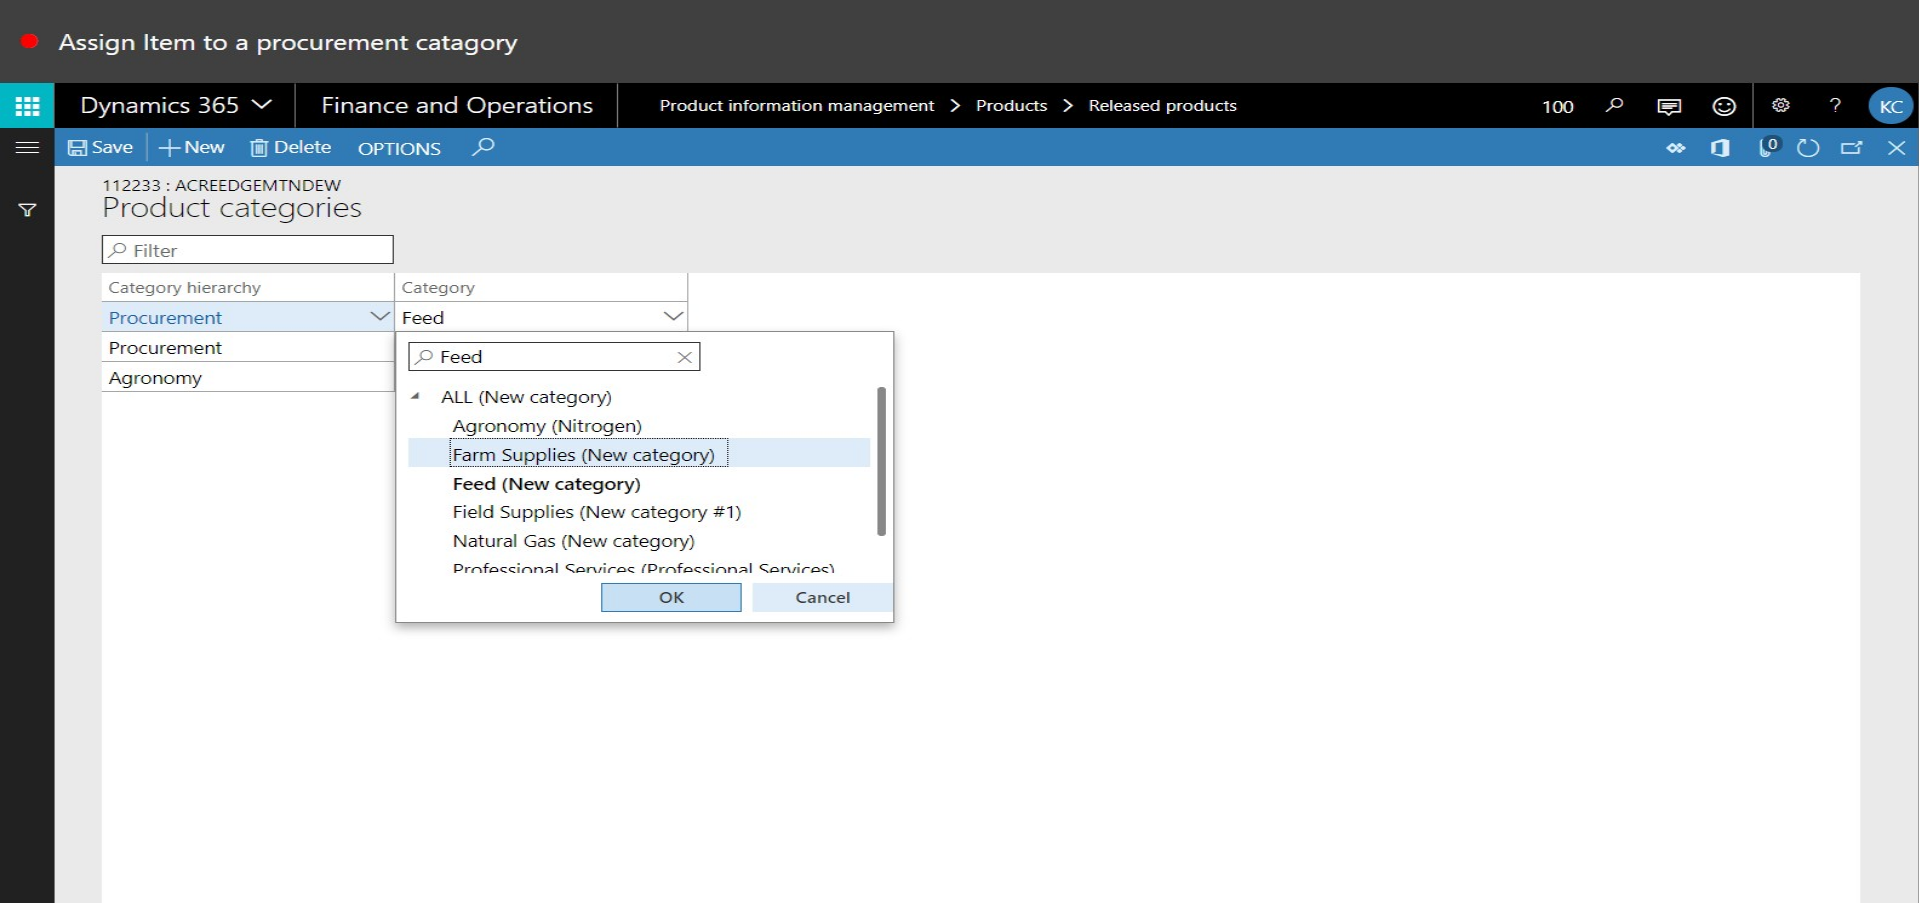 Assign Item to a procurement catagory
Dynamics 365 Finance and Operations Product information management > Products > Released products 100 ? KC
Save New Delete OPTIONS 0
112233 : ACREEDGEMTNDEW
Product categories
Filter
Category hierarchy Category
Procurement Feed
Procurement
Agronomy
Feed
ALL (New category)
Agronomy (Nitrogen)
Farm Supplies (New category)
Feed (New category)
Field Supplies (New category #1)
Natural Gas (New category)
Professional Services (Professional Services)
OK Cancel